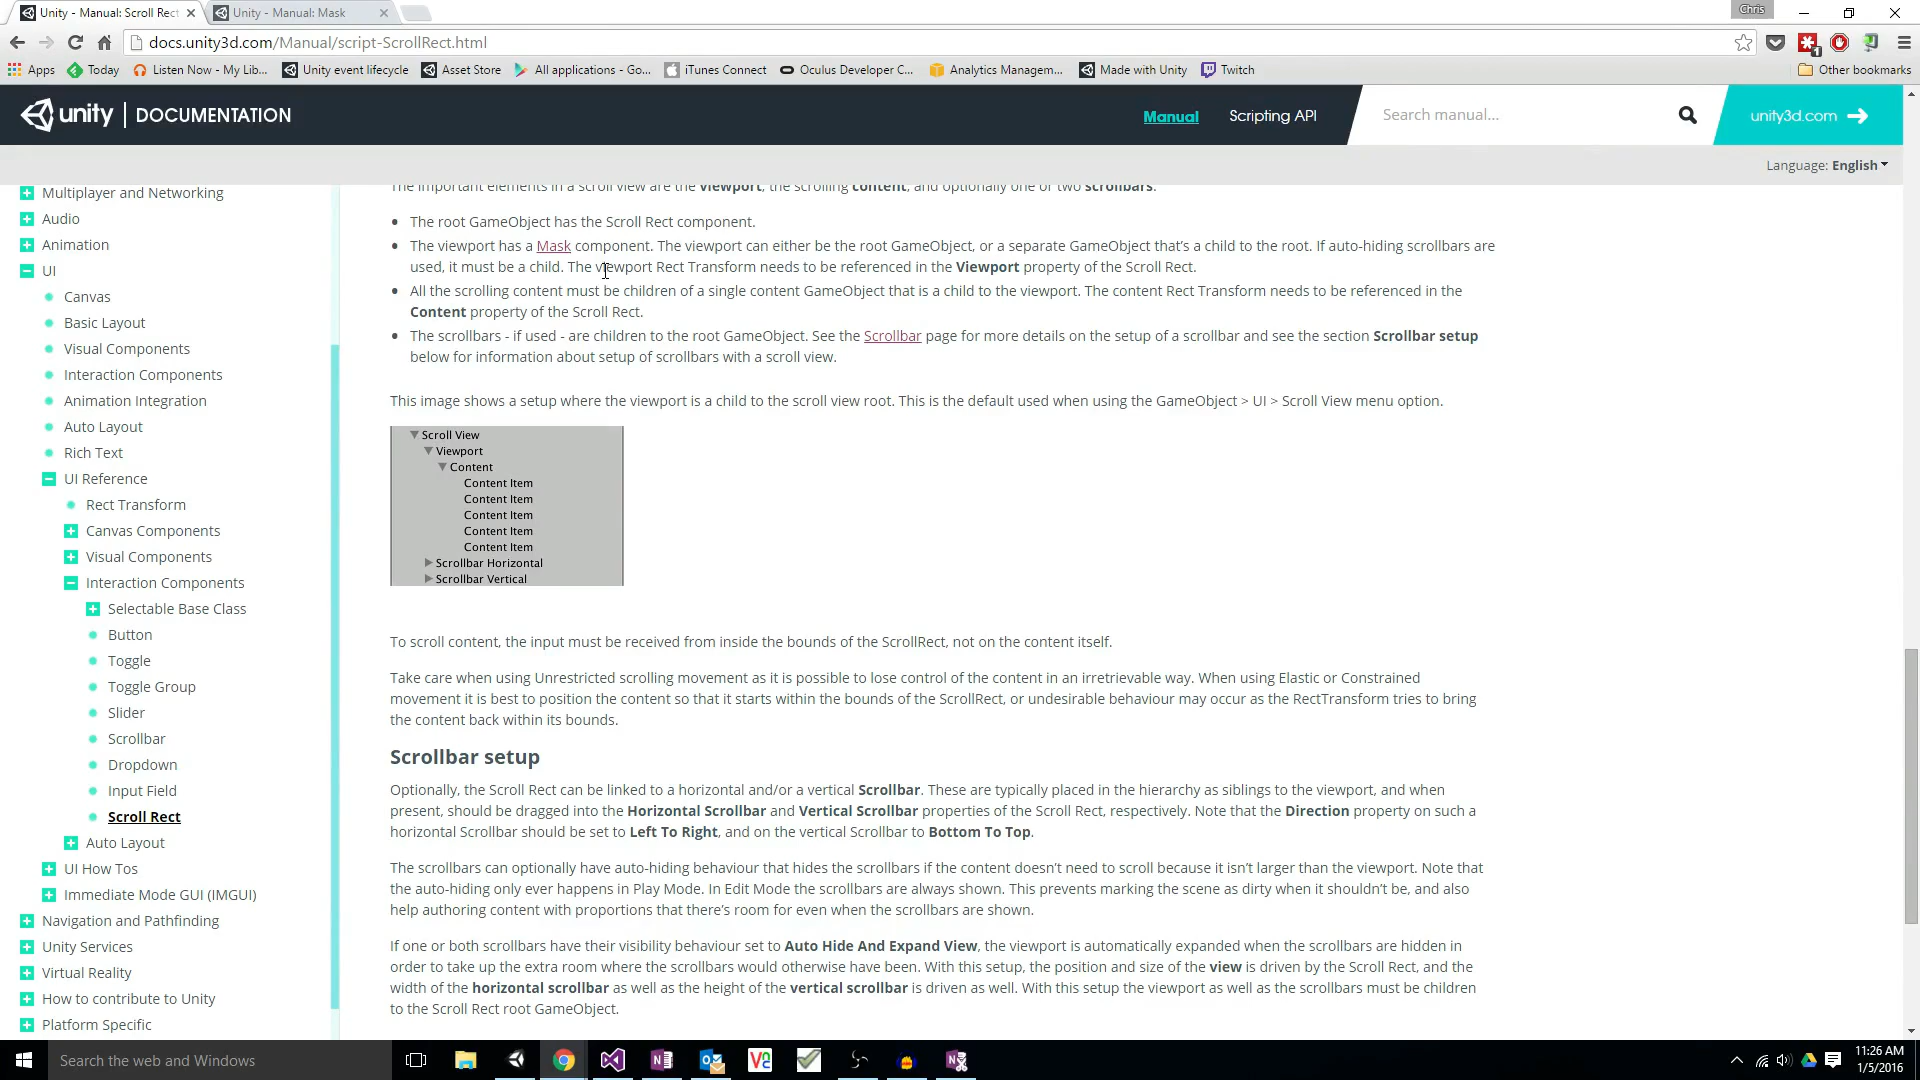 Unity - Manual: Scroll Rect
Unity - Manual: Mask
Chris
docs.unity3d.com/Manual/script-ScrollRect.html
Apps
Today
Listen Now - My Lib...
Unity event lifecycle
Asset Store
All applications - Go...
iTunes Connect
Oculus Developer C...
Analytics Managem...
Made with Unity
Twitch
Other bookmarks
unity | DOCUMENTATION
Manual
Scripting API
Search manual...
unity3d.com
Language: English
Multiplayer and Networking
Audio
Animation
UI
Canvas
Basic Layout
Visual Components
Interaction Components
Animation Integration
Auto Layout
Rich Text
UI Reference
Rect Transform
Canvas Components
Visual Components
Interaction Components
Selectable Base Class
Button
Toggle
Toggle Group
Slider
Scrollbar
Dropdown
Input Field
Scroll Rect
Auto Layout
UI How Tos
Immediate Mode GUI (IMGUI)
Navigation and Pathfinding
Unity Services
Virtual Reality
How to contribute to Unity
Platform Specific
The important elements in a scroll view are the viewport, the scrolling content, and optionally one or two scrollbars.
The root GameObject has the Scroll Rect component.
The viewport has a Mask component. The viewport can either be the root GameObject, or a separate GameObject that's a child to the root. If auto-hiding scrollbars are
used, it must be a child. The viewport Rect Transform needs to be referenced in the Viewport property of the Scroll Rect.
All the scrolling content must be children of a single content GameObject that is a child to the viewport. The content Rect Transform needs to be referenced in the
Content property of the Scroll Rect.
The scrollbars - if used - are children to the root GameObject. See the Scrollbar page for more details on the setup of a scrollbar and see the section Scrollbar setup
below for information about setup of scrollbars with a scroll view.
This image shows a setup where the viewport is a child to the scroll view root. This is the default used when using the GameObject > UI > Scroll View menu option.
Scroll View
Viewport
Content
Content Item
Content Item
Content Item
Content Item
Content Item
Scrollbar Horizontal
Scrollbar Vertical
To scroll content, the input must be received from inside the bounds of the ScrollRect, not on the content itself.
Take care when using Unrestricted scrolling movement as it is possible to lose control of the content in an irretrievable way. When using Elastic or Constrained
movement it is best to position the content so that it starts within the bounds of the ScrollRect, or undesirable behaviour may occur as the RectTransform tries to bring
the content back within its bounds.
Scrollbar setup
Optionally, the Scroll Rect can be linked to a horizontal and/or a vertical Scrollbar. These are typically placed in the hierarchy as siblings to the viewport, and when
present, should be dragged into the Horizontal Scrollbar and Vertical Scrollbar properties of the Scroll Rect, respectively. Note that the Direction property on such a
horizontal Scrollbar should be set to Left To Right, and on the vertical Scrollbar to Bottom To Top.
The scrollbars can optionally have auto-hiding behaviour that hides the scrollbars if the content doesn't need to scroll because it isn't larger than the viewport. Note that
the auto-hiding only ever happens in Play Mode. In Edit Mode the scrollbars are always shown. This prevents marking the scene as dirty when it shouldn't be, and also
help authoring content with proportions that there's room for even when the scrollbars are shown.
If one or both scrollbars have their visibility behaviour set to Auto Hide And Expand View, the viewport is automatically expanded when the scrollbars are hidden in
order to take up the extra room where the scrollbars would otherwise have been. With this setup, the position and size of the view is driven by the Scroll Rect, and the
width of the horizontal scrollbar as well as the height of the vertical scrollbar is driven as well. With this setup the viewport as well as the scrollbars must be children
to the Scroll Rect root GameObject.
Search the web and Windows
11:26 AM
1/5/2016